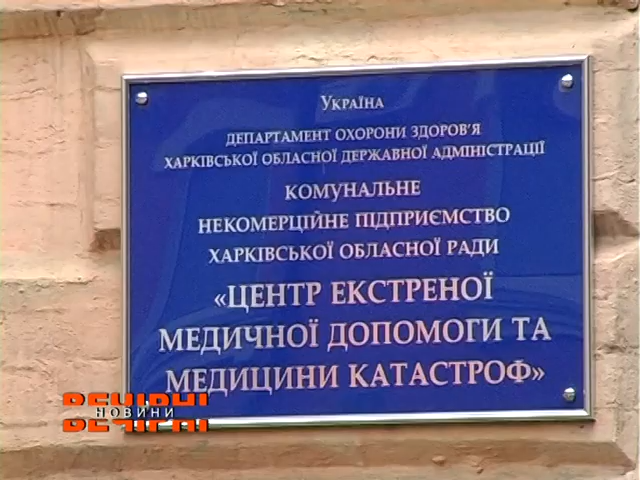 Україна
ДЕПАРТАМЕНТ ОХОРОНИ ЗДОРОВ'Я
ХАРКІВСЬКОЇ ОБЛАСНОЇ ДЕРЖАВНОЇ АДМІНІСТРАЦІЇ
КОМУНАЛЬНЕ
НЕКОМЕРЦІЙНЕ ПІДПРИЄМСТВО
ХАРКІВСЬКОЇ ОБЛАСНОЇ РАДИ
«ЦЕНТР ЕКСТРЕНОЇ
МЕДИЧНОЇ ДОПОМОГИ ТА
МЕДИЦИНИ КАТАСТРОФ»
ВЕЧІРНІ
НОВИНИ
ВЕЧІРНІ